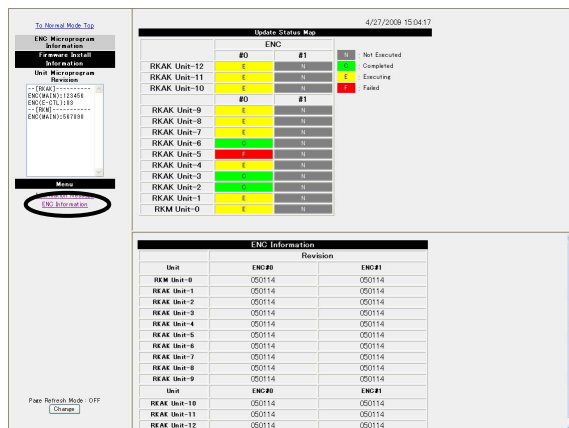 To Normal Mode Top
ENC Microprogram
Information
Firmware Install
Information
Unit Microprogram
Revision
--[RKAK]----------
ENC(MAIN):123456
ENC(E-CTL):03
--[RKM]----------
ENC(MAIN):567890
Menu
ENC Information
Page Refresh Mode : OFF
Change
4/27/2009 15:04:17
Update Status Map
ENC
#0 #1
RKAK Unit-12 E N
RKAK Unit-11 E N
RKAK Unit-10 E N
#0 #1
RKAK Unit-9 E N
RKAK Unit-8 E N
RKAK Unit-7 E N
RKAK Unit-6 C N
RKAK Unit-5 F N
RKAK Unit-4 E N
RKAK Unit-3 C N
RKAK Unit-2 C N
RKAK Unit-1 E N
RKM Unit-0 E N
N : Not Executed
C : Completed
E : Executing
F : Failed
ENC Information
Revision
Unit ENC#0 ENC#1
RKM Unit-0 050114 050114
RKAK Unit-1 050114 050114
RKAK Unit-2 050114 050114
RKAK Unit-3 050114 050114
RKAK Unit-4 050114 050114
RKAK Unit-5 050114 050114
RKAK Unit-6 050114 050114
RKAK Unit-7 050114 050114
RKAK Unit-8 050114 050114
RKAK Unit-9 050114 050114
Unit ENC#0 ENC#1
RKAK Unit-10 050114 050114
RKAK Unit-11 050114 050114
RKAK Unit-12 050114 050114